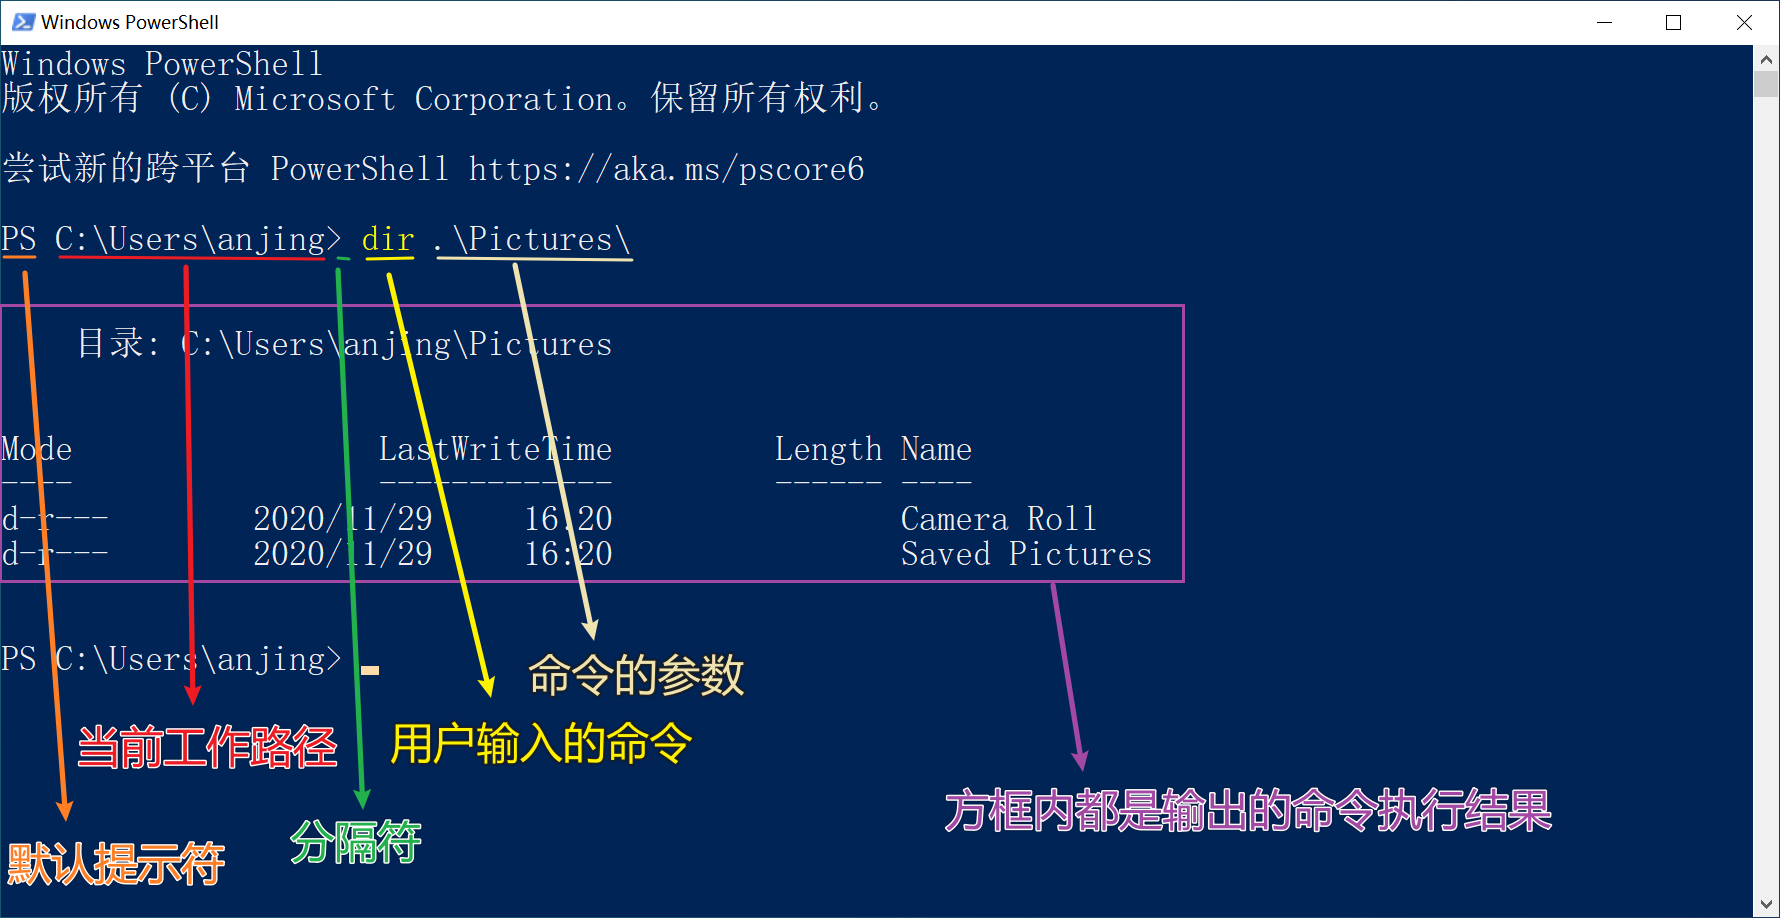 Windows PowerShell
Windows PowerShell
版权所有 (C) Microsoft Corporation。保留所有权利。
尝试新的跨平台 PowerShell https://aka.ms/pscore6
PS C:\Users\anjing> dir .\Pictures\
目录: C:\Users\anjing\Pictures
Mode                 LastWriteTime         Length Name
----                 -------------         ------ ----
d-r---        2020/11/29     16:20                Camera Roll
d-r---        2020/11/29     16:20                Saved Pictures
PS C:\Users\anjing>
命令的参数
用户输入的命令
当前工作路径
方框内都是输出的命令执行结果
分隔符
默认提示符